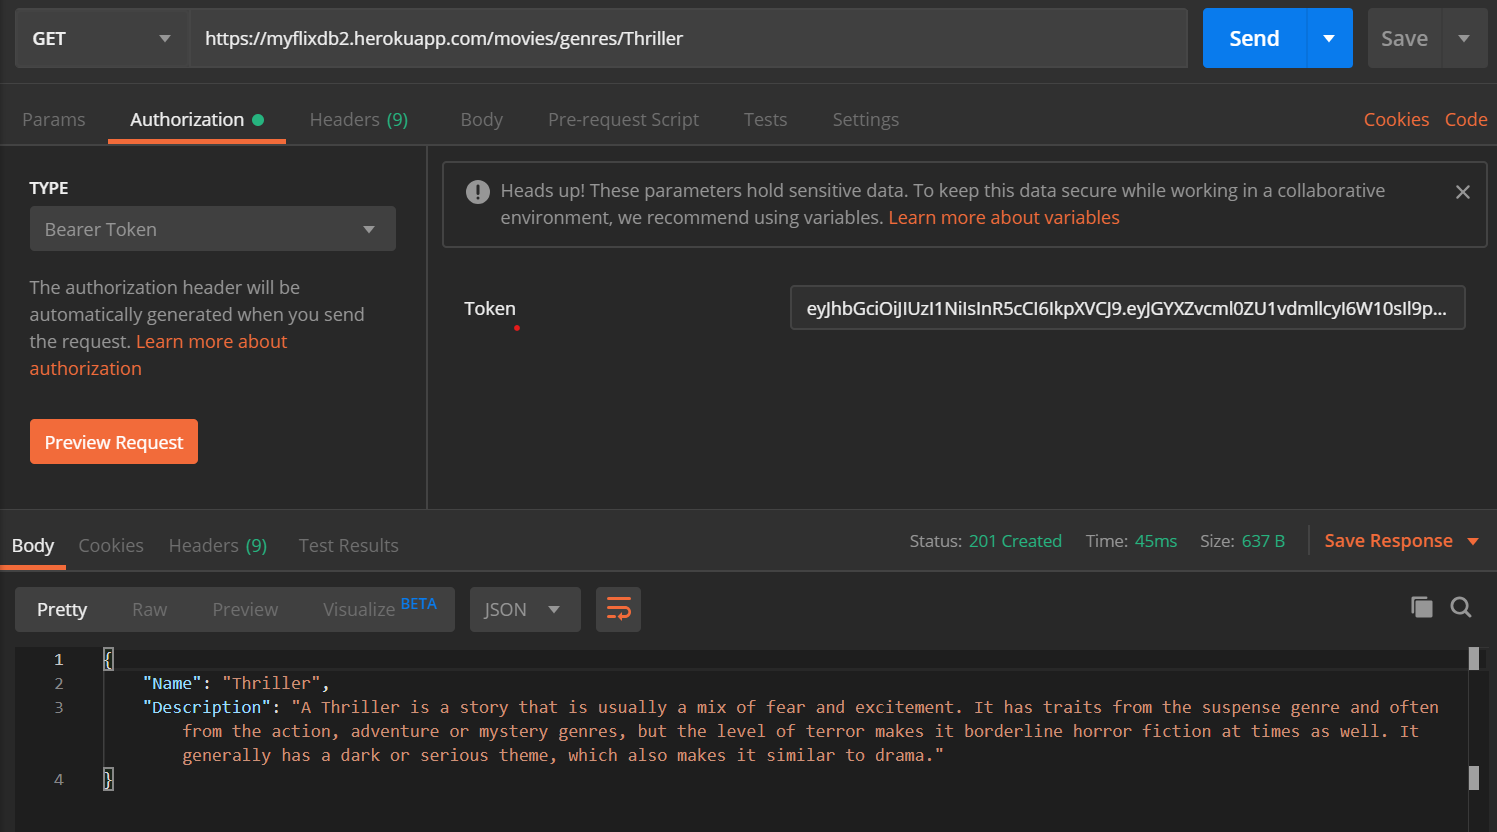 GET
https://myflixdb2.herokuapp.com/movies/genres/Thriller
Send
Save
Params
Authorization
Headers (9)
Body
Pre-request Script
Tests
Settings
Cookies
Code
TYPE
Bearer Token
The authorization header will be
automatically generated when you send
the request. Learn more about
authorization
Preview Request
Heads up! These parameters hold sensitive data. To keep this data secure while working in a collaborative
environment, we recommend using variables. Learn more about variables
Token
eyJhbGciOiJIUzI1NiIsInR5cCI6IkpXVCJ9.eyJGYXZvcml0ZU1vdmllcyI6W10sIl9p...
Body
Cookies
Headers (9)
Test Results
Status: 201 Created
Time: 45ms
Size: 637 B
Save Response
Pretty
Raw
Preview
Visualize BETA
JSON
1 {
2 "Name": "Thriller",
3 "Description": "A Thriller is a story that is usually a mix of fear and excitement. It has traits from the suspense genre and often
from the action, adventure or mystery genres, but the level of terror makes it borderline horror fiction at times as well. It
generally has a dark or serious theme, which also makes it similar to drama."
4 }